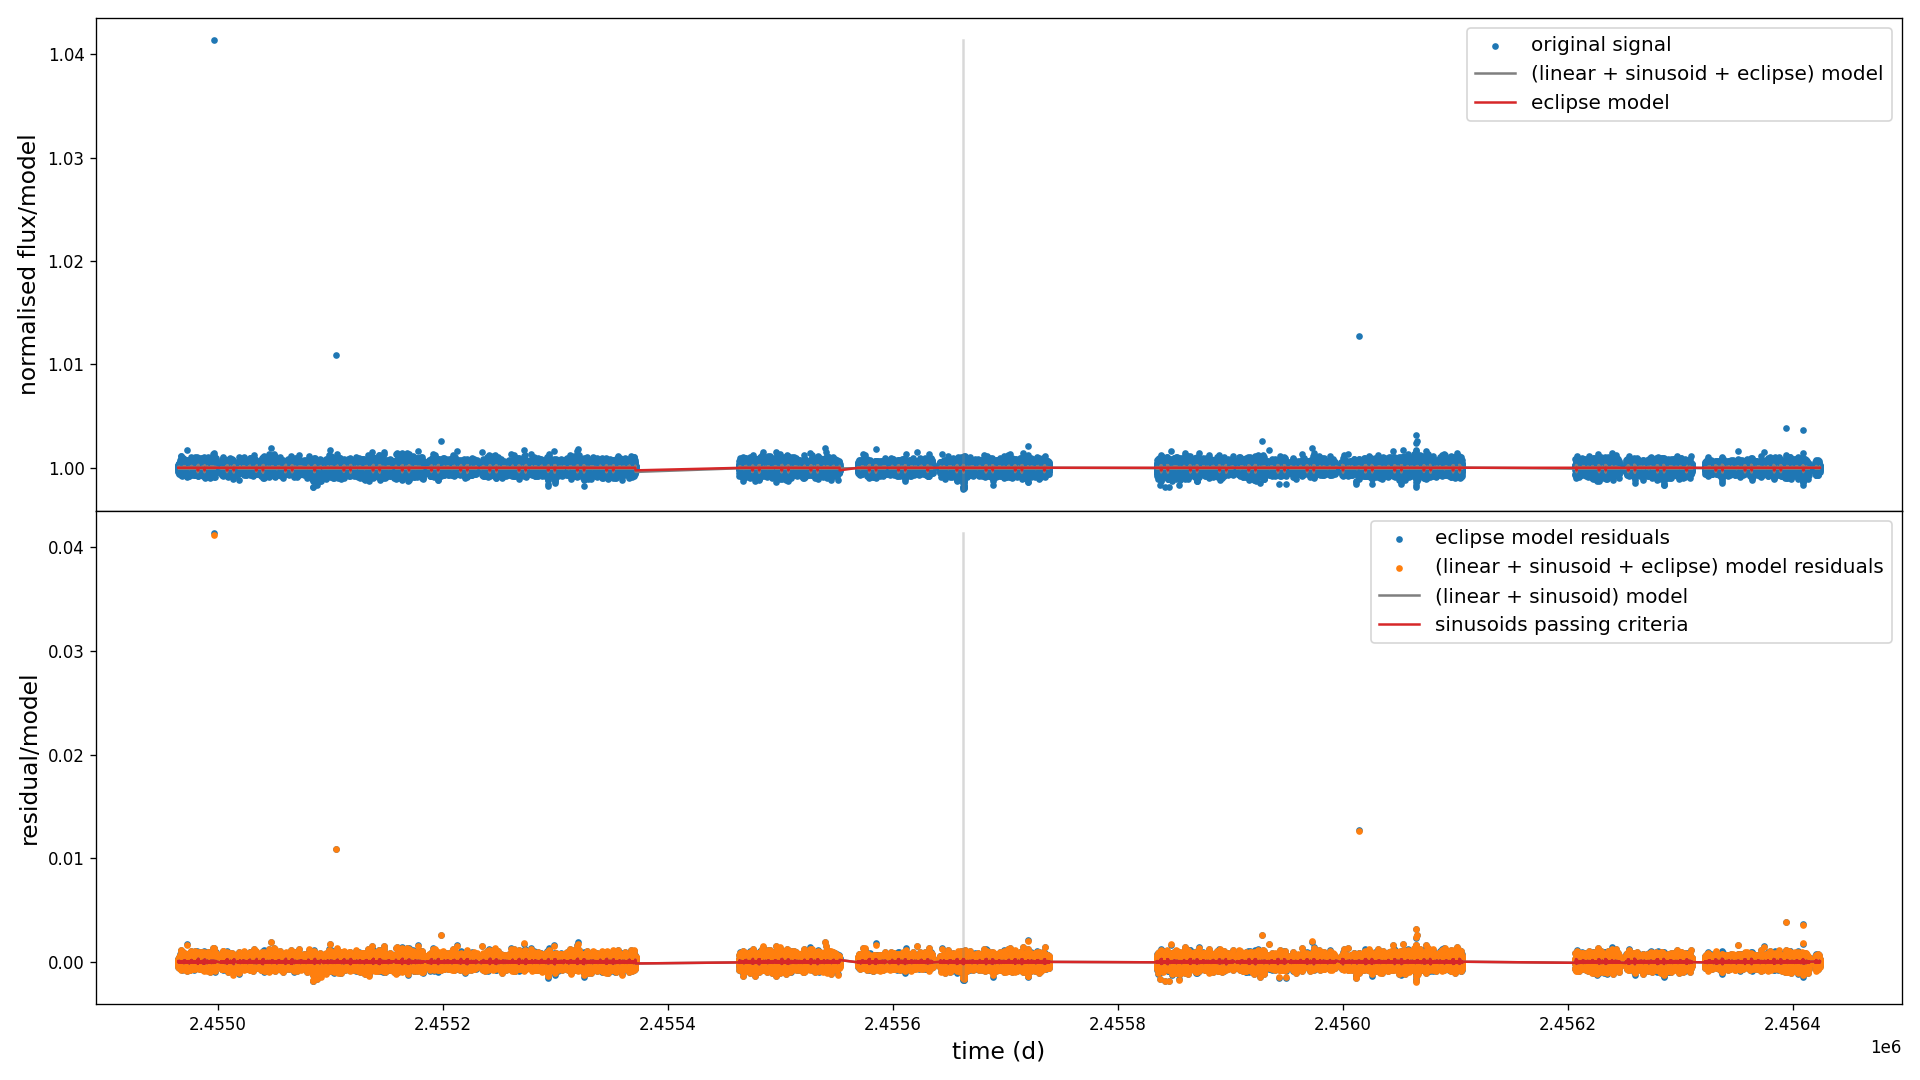 1.04
1.03
1.02
1.01
1.00
normalised flux/model
original signal
(linear + sinusoid + eclipse) model
eclipse model
0.04
0.03
0.02
0.01
0.00
residual/model
eclipse model residuals
(linear + sinusoid + eclipse) model residuals
(linear + sinusoid) model
sinusoids passing criteria
2.4550 2.4552 2.4554 2.4556 2.4558 2.4560 2.4562 2.4564
1e6
time (d)